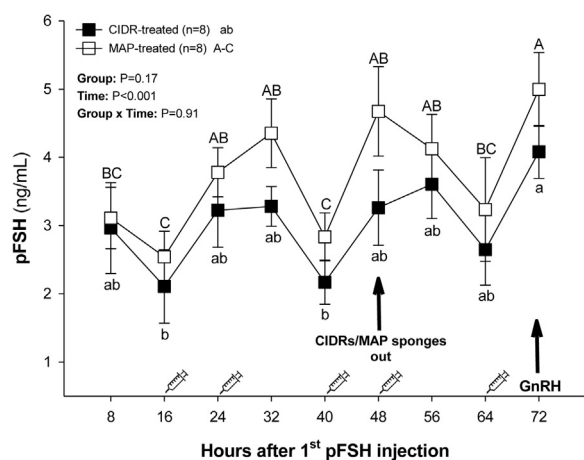 CIDR-treated (n=8) ab
MAP-treated (n=8) A-C
Group: P=0.17
Time: P<0.001
Group x Time: P=0.91
pFSH (ng/mL)
6
5
4
3
2
1
BC
C
AB
AB
C
AB
AB
BC
A
ab
b
ab
ab
b
ab
ab
ab
a
CIDRs/MAP sponges
out
GnRH
8 16 24 32 40 48 56 64 72
Hours after 1st pFSH injection